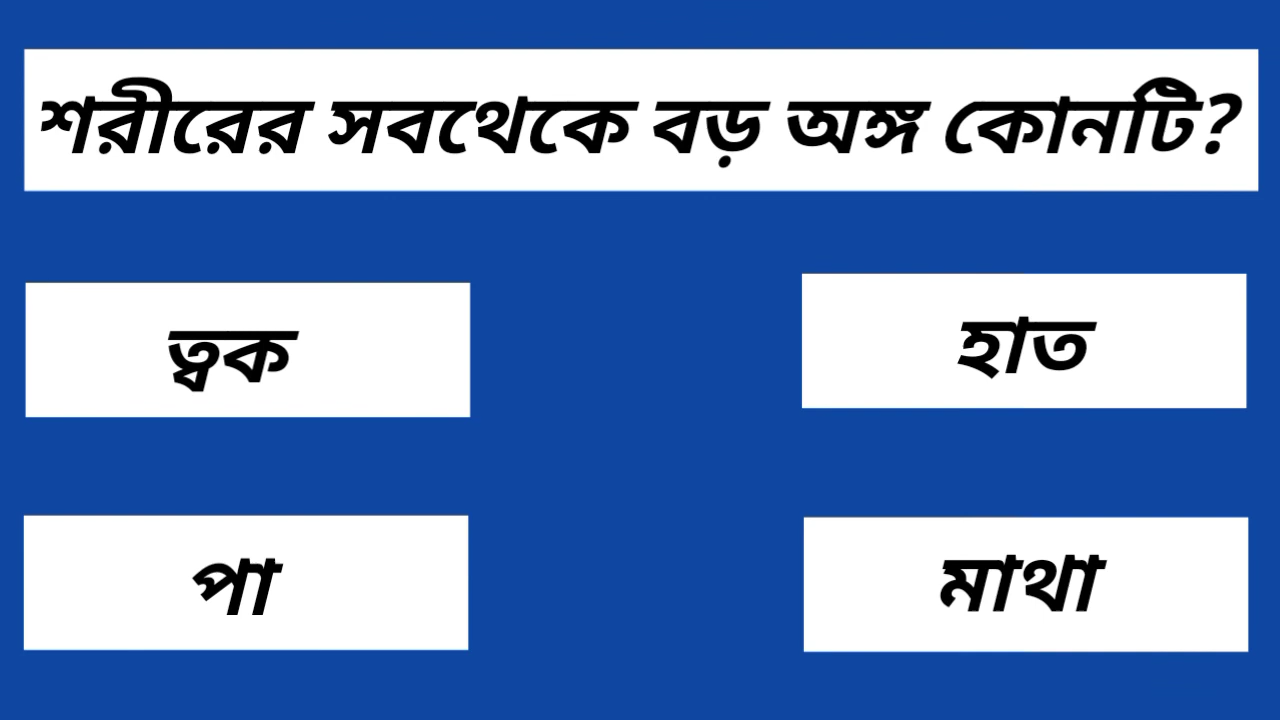 শরীরের সবথেকে বড় অঙ্গ কোনটি?
ত্বক
হাত
পা
মাথা